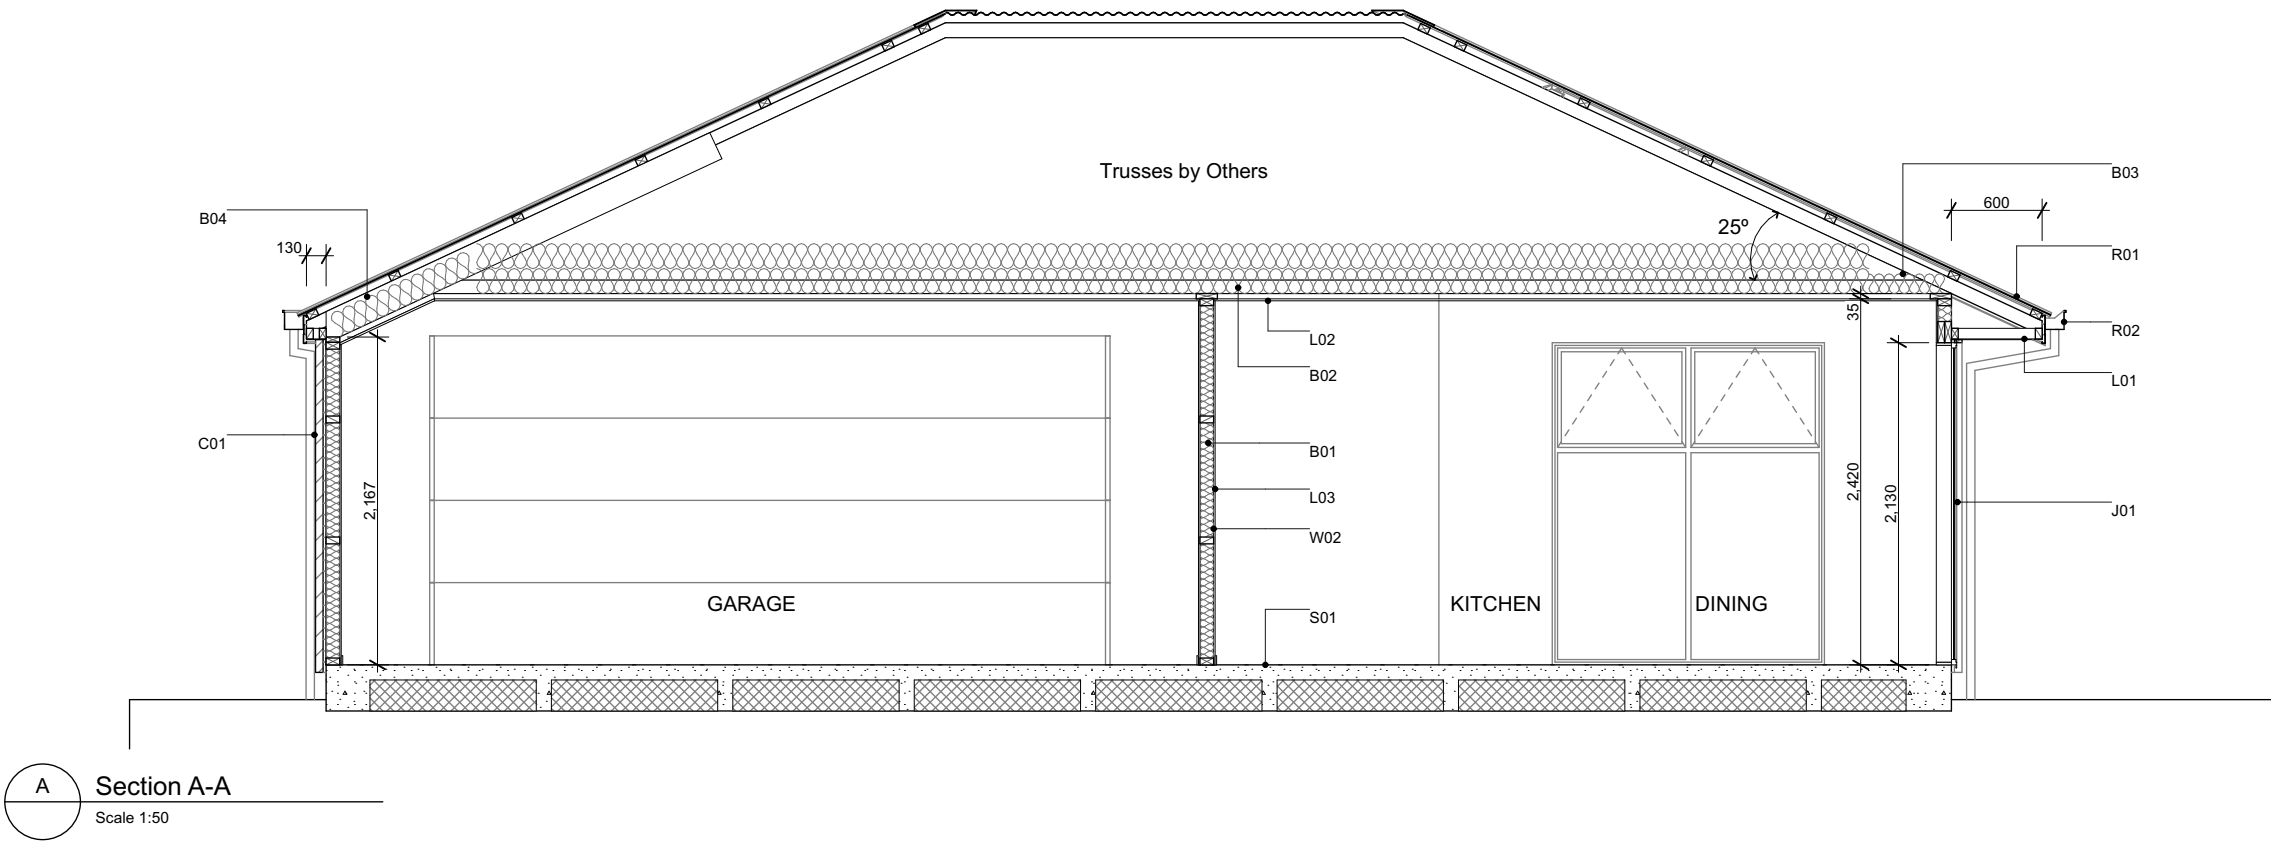 Trusses by Others
B03
600
B04
25º
130
R01
35
R02
L02
B02
L01
C01
B01
2,167
L03
2,420
2,130
J01
W02
GARAGE
KITCHEN
DINING
S01
A
Section A-A
Scale 1:50